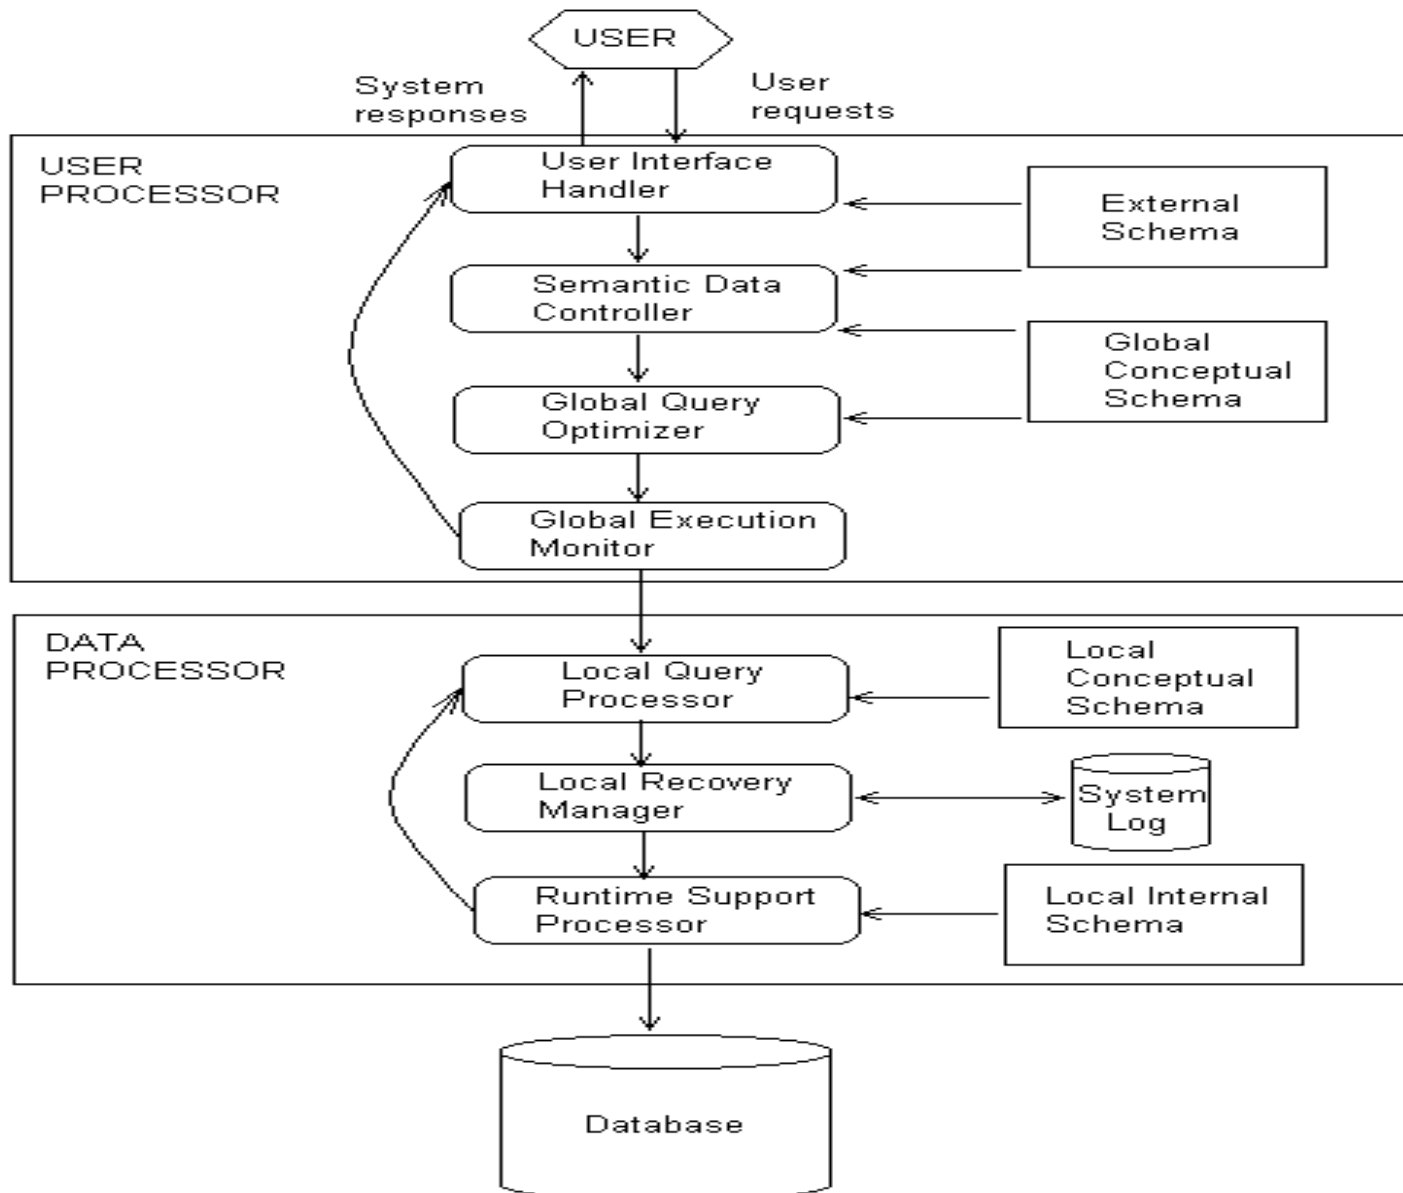 USER
System
responses
User
requests
USER
PROCESSOR
User Interface
Handler
External
Schema
Semantic Data
Controller
Global
Conceptual
Schema
Global Query
Optimizer
Global Execution
Monitor
DATA
PROCESSOR
Local Query
Processor
Local
Conceptual
Schema
Local Recovery
Manager
System
Log
Runtime Support
Processor
Local Internal
Schema
Database